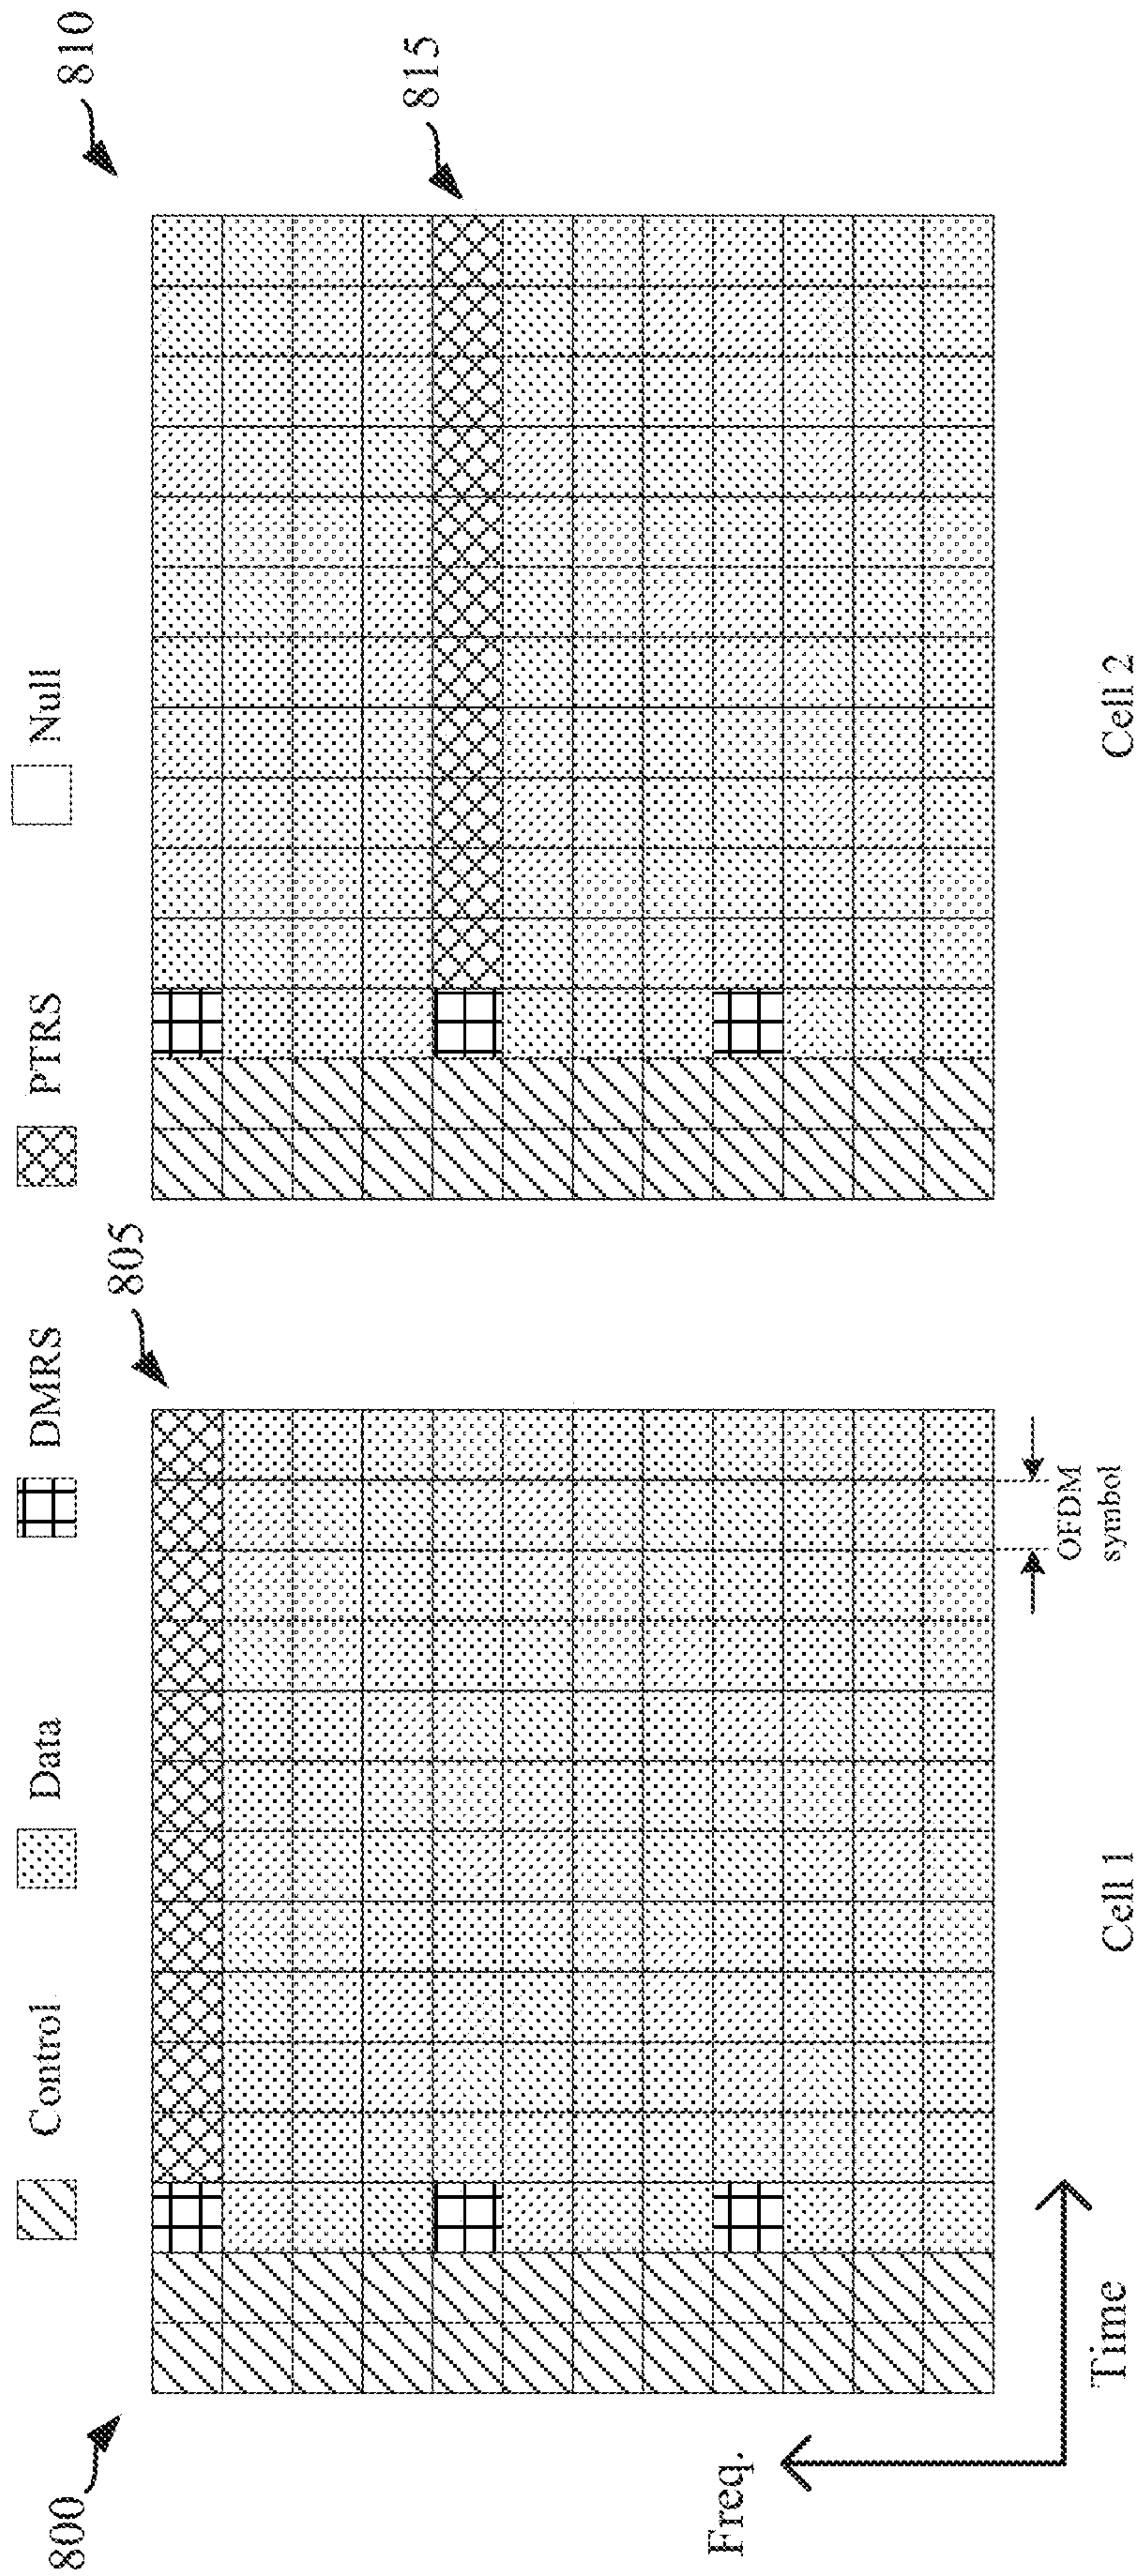 Control Data DMRS PTRS Null
800
805
810
815
Freq.
Time
OFDM
symbol
Cell 1
Cell 2